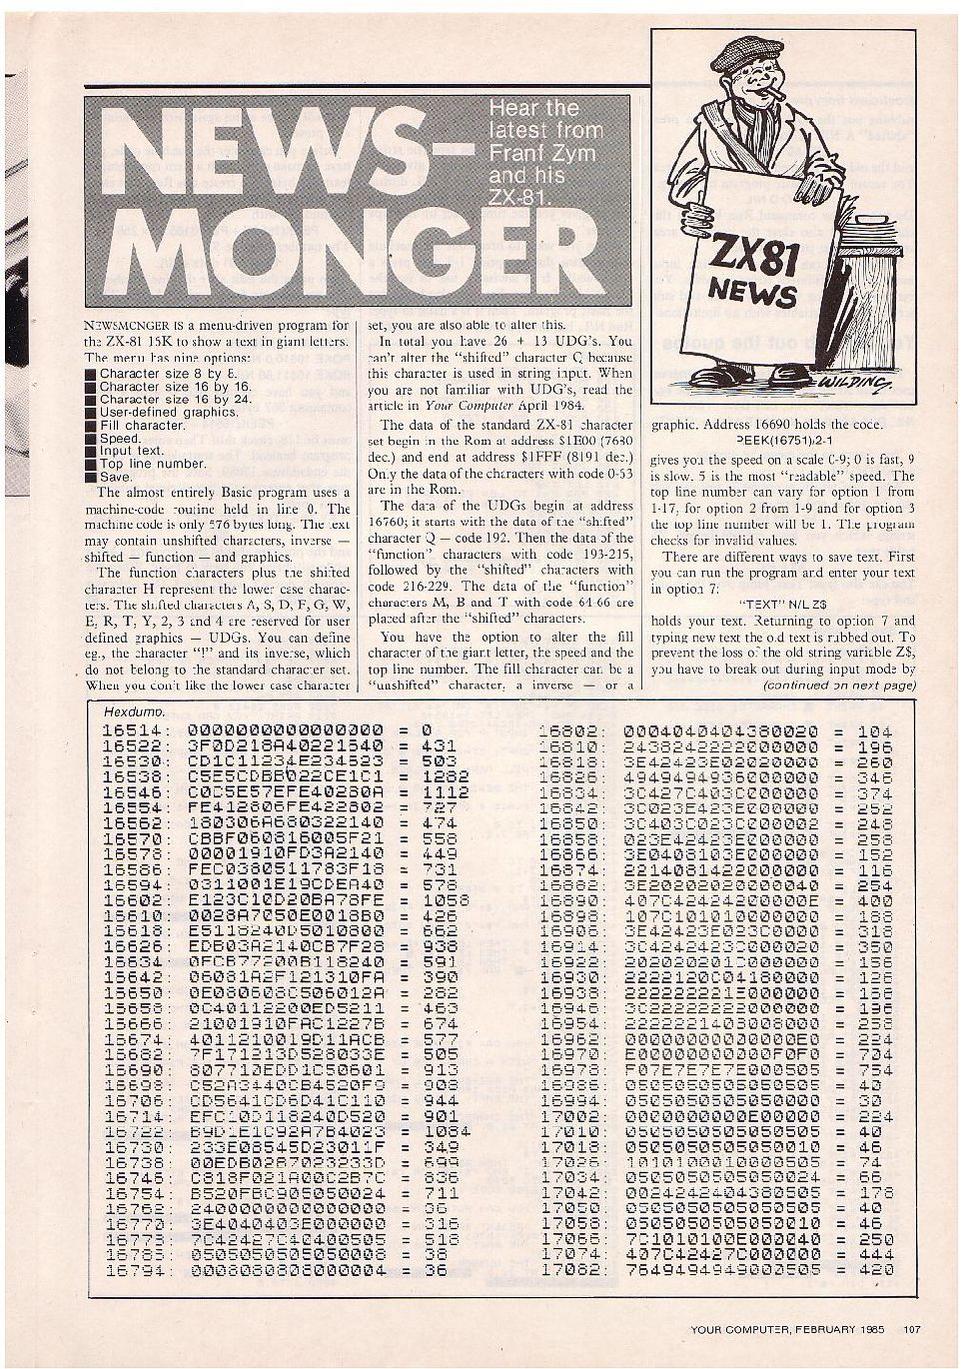 NEWS-
MONGER
Hear the
latest from
Franf Zym
and his
ZX-81.
ZX81
NEWS
WILDING.
NEWSMONGER IS a menu-driven program for
the ZX-81 15K to show a text in giant letters.
The menu has nine options:
Character size 8 by 8.
Character size 16 by 16.
Character size 16 by 24.
User-defined graphics.
Fill character.
Speed.
Input text.
Top line number.
Save.
The almost entirely Basic program uses a
machine-code routine held in line 0. The
machine code is only 576 bytes long. The text
may contain unshifted characters, inverse —
shifted — function — and graphics.
The function characters plus the shifted
character H represent the lower case charac-
ters. The shifted characters A, S, D, F, G, W,
E, R, T, Y, 2, 3 and 4 are reserved for user
defined graphics — UDGs. You can define
eg., the character "!" and its inverse, which
do not belong to the standard character set.
When you don't like the lower case character
set, you are also able to alter this.
In total you have 26 + 13 UDG's. You
can't alter the "shifted" character Q because
this character is used in string input. When
you are not familiar with UDG's, read the
article in Your Computer April 1984.
The data of the standard ZX-81 character
set begin in the Rom at address $1E00 (7680
dec.) and end at address $1FFF (8191 dec.)
Only the data of the characters with code 0-53
are in the Rom.
The data of the UDGs begin at address
16760; it starts with the data of the "shifted"
character Q — code 192. Then the data of the
"function" characters with code 193-215,
followed by the "shifted" characters with
code 216-229. The data of the "function"
characters M, B and T with code 64-66 are
placed after the "shifted" characters.
You have the option to alter the fill
character of the giant letter, the speed and the
top line number. The fill character can be a
"unshifted" character, a inverse — or a
graphic. Address 16690 holds the code.
PEEK(16751)/2-1
gives you the speed on a scale 0-9; 0 is fast, 9
is slow. 5 is the most "readable" speed. The
top line number can vary for option 1 from
1-17, for option 2 from 1-9 and for option 3
the top line number will be 1. The program
checks for invalid values.
There are different ways to save text. First
you can run the program and enter your text
in option 7:
"TEXT" N/L Z$
holds your text. Returning to option 7 and
typing new text the old text is rubbed out. To
prevent the loss of the old string variable Z$,
you have to break out during input mode by
(continued on next page)
Hexdump.
16514: 0000000000000000 = 0
16522: 3F0D218A40221540 = 431
16530: CD1C11234E234523 = 503
16538: C5E5CDBB022CE1C1 = 1282
16546: C0C5E57EFE40280A = 1112
16554: FE412806FE422802 = 727
16562: 180306A680322140 = 474
16570: CBBF060816005F21 = 558
16578: 00001910FD3A2140 = 449
16586: FEC0380511783F18 = 731
16594: 0311001E19CDEA40 = 578
16602: E123C10D20BA78FE = 1058
16610: 0028A7C50E001860 = 426
16618: E5118240D5010800 = 662
16626: EDB03A2140CB7F28 = 938
16634: 0FCB77200B118240 = 591
16642: 06081A2F121310FA = 390
16650: 0E080608C506012A = 282
16658: 0C40112200ED5211 = 463
16666: 21001910FAC1227B = 674
16674: 4011210019D11ACB = 577
16682: 7F171213D528033E = 505
16690: 807710EDD1C50601 = 913
16698: C52A3440CB4520F9 = 908
16706: CD5641CD6D41C110 = 944
16714: EFC10D118240D520 = 901
16722: B9D1E1C92A7B4023 = 1084
16730: 233E08545D23011F = 349
16738: 00EDB0287023233D = 699
16746: C818F021A00C2B7C = 836
16754: B520FBC905050024 = 711
16762: 2400000000000000 = 36
16770: 3E4040403E000000 = 316
16778: 7C42427C40400505 = 518
16786: 0505050505050008 = 38
16794: 0008080808000004 = 36
16802: 0004040404380020 = 104
16810: 2438242222000000 = 196
16818: 3E42423E02020000 = 260
16826: 4949494936000000 = 346
16834: 3C427C403C000000 = 374
16842: 3C023E423E000000 = 252
16850: 3C403C023C000002 = 248
16858: 023E42423E000000 = 258
16866: 3E0408103E000000 = 152
16874: 2214081422000000 = 116
16882: 3E20202020000040 = 254
16890: 407C42424200000E = 400
16898: 107C101010000000 = 188
16906: 3E42423E023C0000 = 318
16914: 3C4242423C000020 = 350
16922: 202020201C000000 = 156
16930: 2222120C04180000 = 126
16938: 2222222215000000 = 156
16946: 3C22222222000000 = 196
16954: 2222221408008000 = 258
16962: 00000000000000E0 = 224
16970: E00000000000F0F0 = 704
16978: F07E7E7E7E000505 = 754
16986: 0505050505050505 = 40
16994: 0505050505050000 = 30
17002: 0000000000E00000 = 224
17010: 0505050505050505 = 40
17018: 0505050505050010 = 46
17026: 1010100010000505 = 74
17034: 0505050505050024 = 66
17042: 0024242404380505 = 178
17050: 0505050505050505 = 40
17058: 0505050505050010 = 46
17066: 7C1010100E000040 = 250
17074: 407C42427C000000 = 444
17082: 7649494949000505 = 420
YOUR COMPUTER, FEBRUARY 1985 107